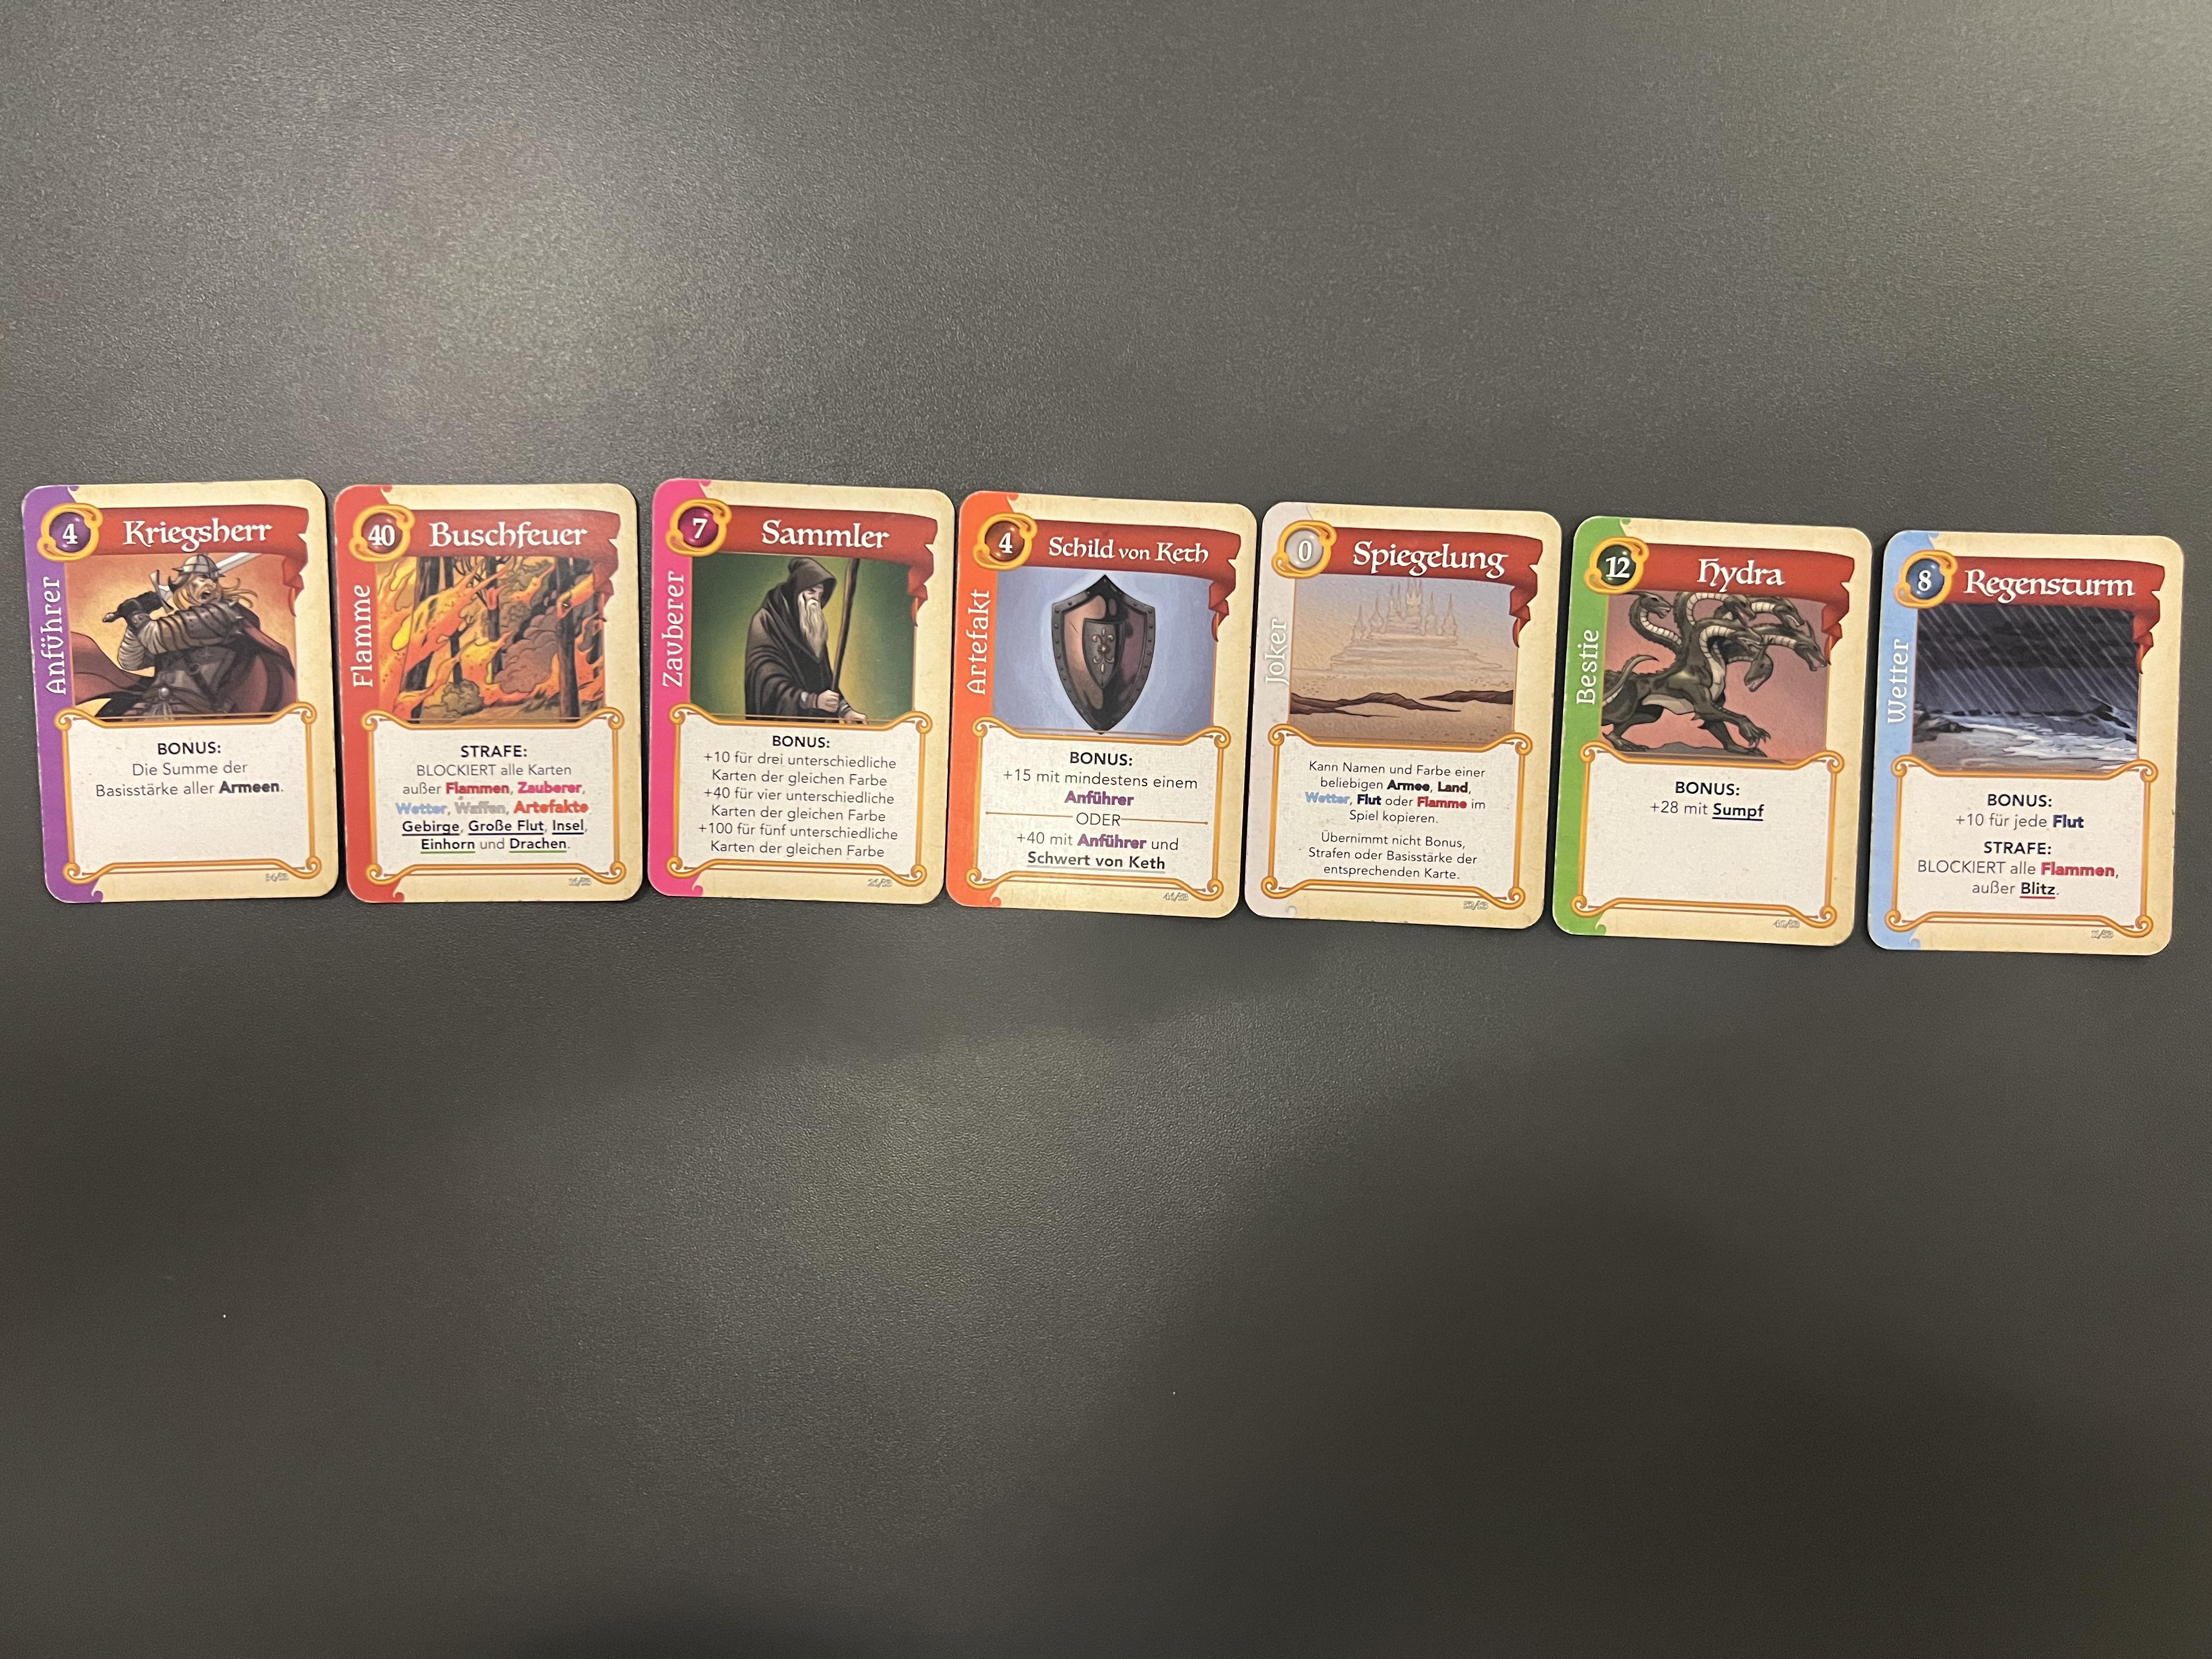 4
Kriegsherr
Anführer
BONUS:
Die Summe der
Basisstärke aller Armeen.
40
Buschfeuer
Flamme
STRAFE:
BLOCKIERT alle Karten
außer Flammen, Zauberer,
Wetter, Waffen, Artefakte
Gebirge, Große Flut, Insel,
Einhorn und Drachen.
7
Sammler
Zauberer
BONUS:
+10 für drei unterschiedliche
Karten der gleichen Farbe
+40 für vier unterschiedliche
Karten der gleichen Farbe
+100 für fünf unterschiedliche
Karten der gleichen Farbe
4
Schild von Keth
Artefakt
BONUS:
+15 mit mindestens einem
Anführer
ODER
+40 mit Anführer und
Schwert von Keth
0
Spiegelung
Joker
Kann Namen und Farbe einer
beliebigen Armee, Land,
Wetter, Flut oder Flamme im
Spiel kopieren.
Übernimmt nicht Bonus,
Strafen oder Basisstärke der
entsprechenden Karte.
12
Hydra
Bestie
BONUS:
+28 mit Sumpf
8
Regensturm
Wetter
BONUS:
+10 für jede Flut
STRAFE:
BLOCKIERT alle Flammen,
außer Blitz.